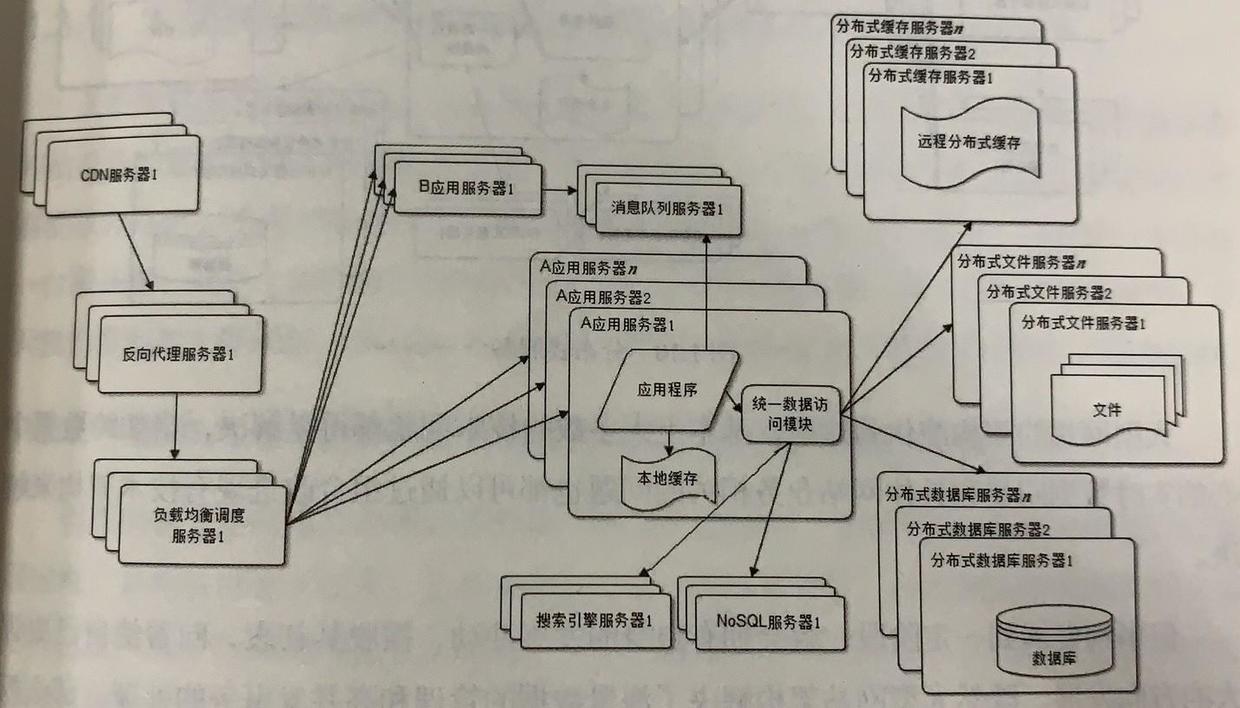 分布式缓存服务器n
分布式缓存服务器2
分布式缓存服务器1
远程分布式缓存
CDN服务器1
B应用服务器1
消息队列服务器1
A应用服务器n
A应用服务器2
A应用服务器1
应用程序
统一数据访
问模块
本地缓存
分布式文件服务器n
分布式文件服务器2
分布式文件服务器1
文件
反向代理服务器1
负载均衡调度
服务器1
分布式数据库服务器n
分布式数据库服务器2
分布式数据库服务器1
数据库
搜索引擎服务器1
NoSQL服务器1